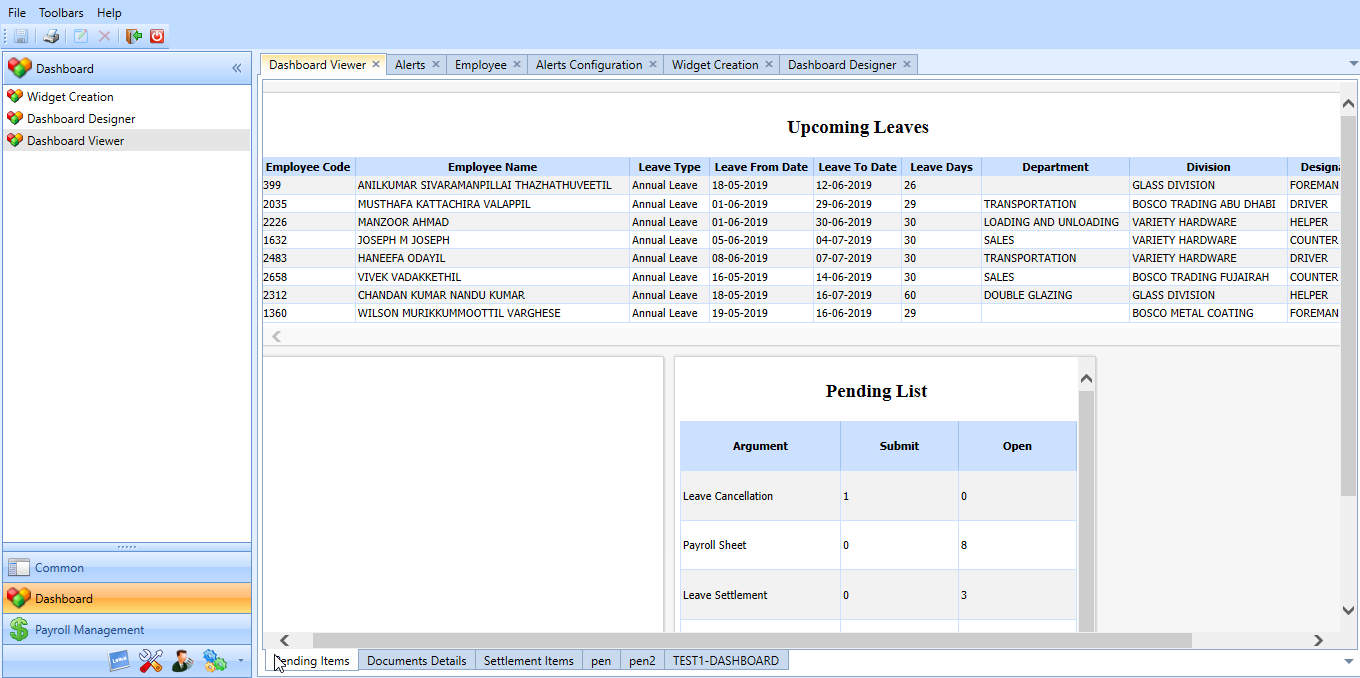 File Toolbars Help
Dashboard
Widget Creation
Dashboard Designer
Dashboard Viewer
Common
Dashboard
Payroll Management
Dashboard Viewer Alerts Employee Alerts Configuration Widget Creation Dashboard Designer
Upcoming Leaves
Employee Code Employee Name Leave Type Leave From Date Leave To Date Leave Days Department Division Designa
399 ANILKUMAR SIVARAMANPILLAI THAZHATHUVEETIL Annual Leave 18-05-2019 12-06-2019 26 GLASS DIVISION FOREMAN
2035 MUSTHAFA KATTACHIRA VALAPPIL Annual Leave 01-06-2019 29-06-2019 29 TRANSPORTATION BOSCO TRADING ABU DHABI DRIVER
2226 MANZOOR AHMAD Annual Leave 01-06-2019 30-06-2019 30 LOADING AND UNLOADING VARIETY HARDWARE HELPER
1632 JOSEPH M JOSEPH Annual Leave 05-06-2019 04-07-2019 30 SALES VARIETY HARDWARE COUNTER
2483 HANEEFA ODAYIL Annual Leave 08-06-2019 07-07-2019 30 TRANSPORTATION VARIETY HARDWARE DRIVER
2658 VIVEK VADAKKETHIL Annual Leave 16-05-2019 14-06-2019 30 SALES BOSCO TRADING FUJAIRAH COUNTER
2312 CHANDAN KUMAR NANDU KUMAR Annual Leave 18-05-2019 16-07-2019 60 DOUBLE GLAZING GLASS DIVISION HELPER
1360 WILSON MURIKKUMMOOTTIL VARGHESE Annual Leave 19-05-2019 16-06-2019 29 BOSCO METAL COATING FOREMAN
Pending List
Argument Submit Open
Leave Cancellation 1 0
Payroll Sheet 0 8
Leave Settlement 0 3
Pending Items Documents Details Settlement Items pen pen2 TEST1-DASHBOARD